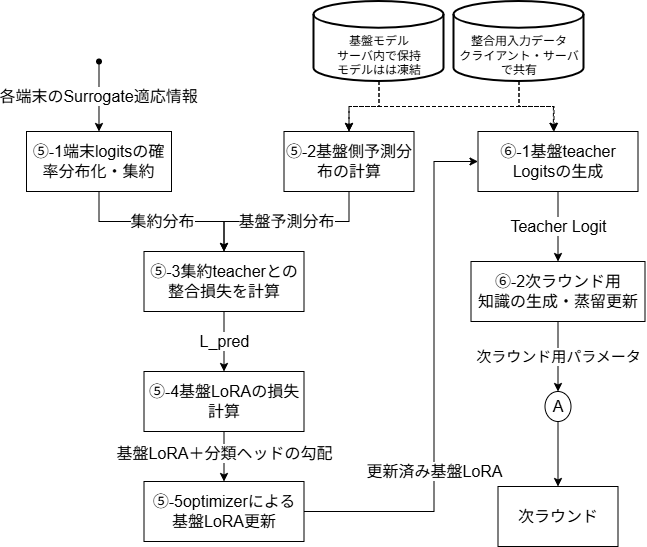 基盤モデル
サーバ内で保持
モデルはは凍結
整合用入力データ
クライアント・サーバ
で共有
各端末のSurrogate適応情報
⑤-1端末logitsの確
率分布化・集約
⑤-2基盤側予測分
布の計算
⑥-1基盤teacher
Logitsの生成
集約分布
基盤予測分布
Teacher Logit
⑤-3集約teacherとの
整合損失を計算
⑥-2次ラウンド用
知識の生成・蒸留更新
L_pred
次ラウンド用パラメータ
⑤-4基盤LoRAの損失
計算
A
基盤LoRA＋分類ヘッドの勾配
更新済み基盤LoRA
⑤-5optimizerによる
基盤LoRA更新
次ラウンド